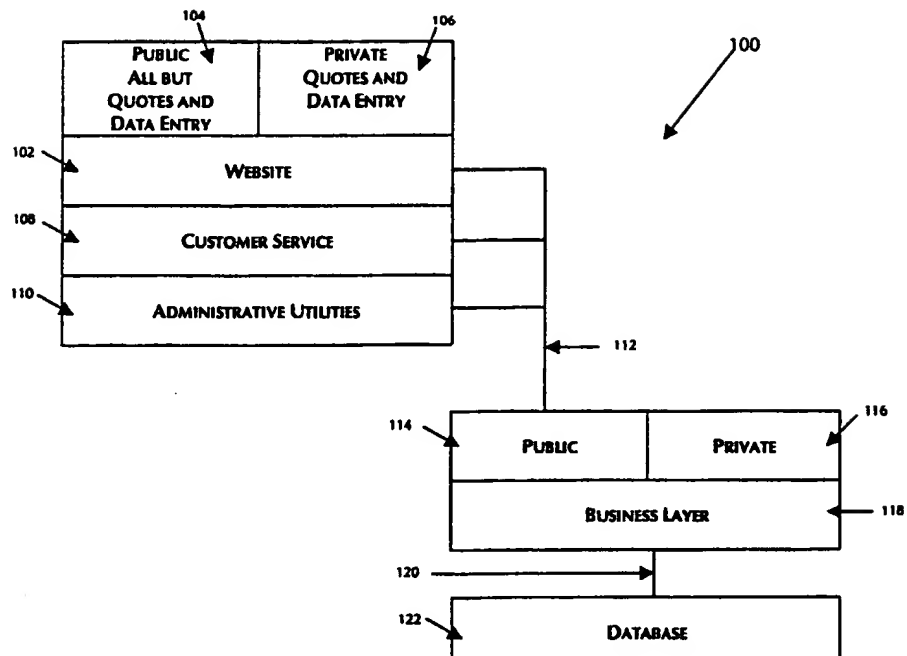 104
106
100
PUBLIC
ALL BUT
QUOTES AND
DATA ENTRY
PRIVATE
QUOTES AND
DATA ENTRY
102
WEBSITE
108
CUSTOMER SERVICE
110
ADMINISTRATIVE UTILITIES
112
114
PUBLIC
PRIVATE
116
BUSINESS LAYER
118
120
122
DATABASE